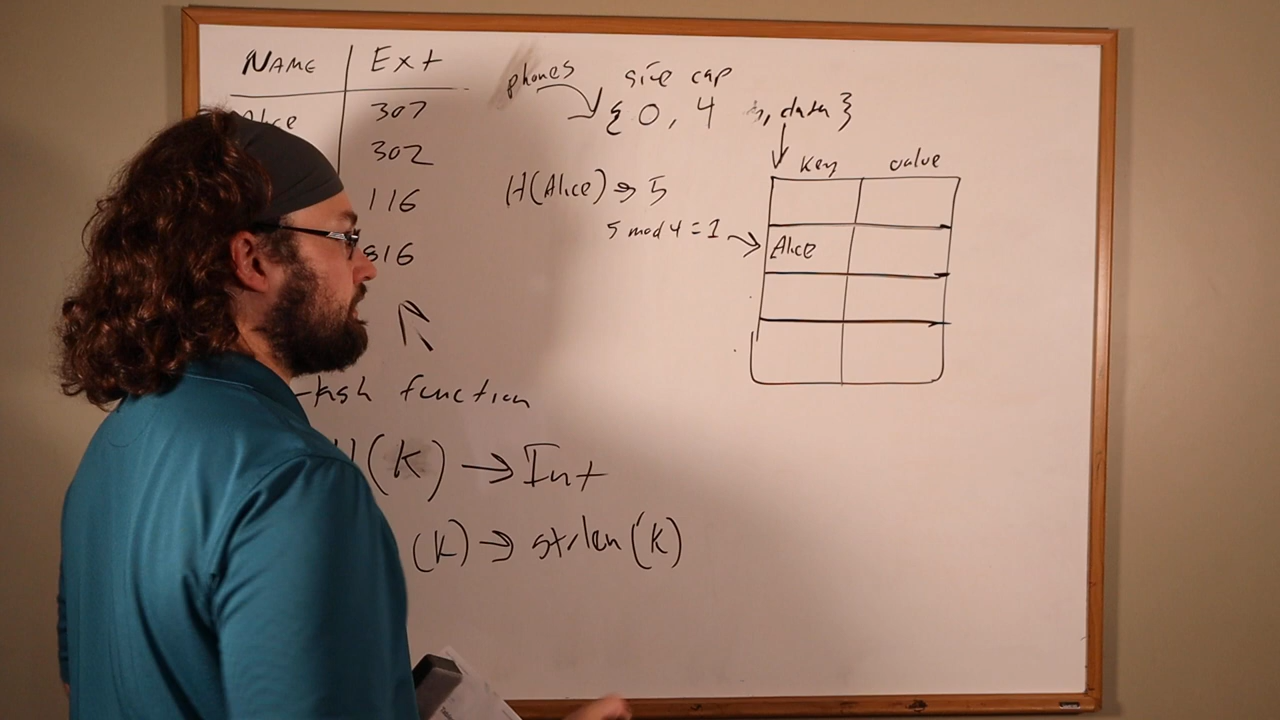 NAME Ext
Alice 307
302
116
816
phones
size cap
{0, 4 , data}
key value
H(Alice) → 5
5 mod 4 = 1 → Alice
Hash function
H(K) → Int
(K) → strlen(K)